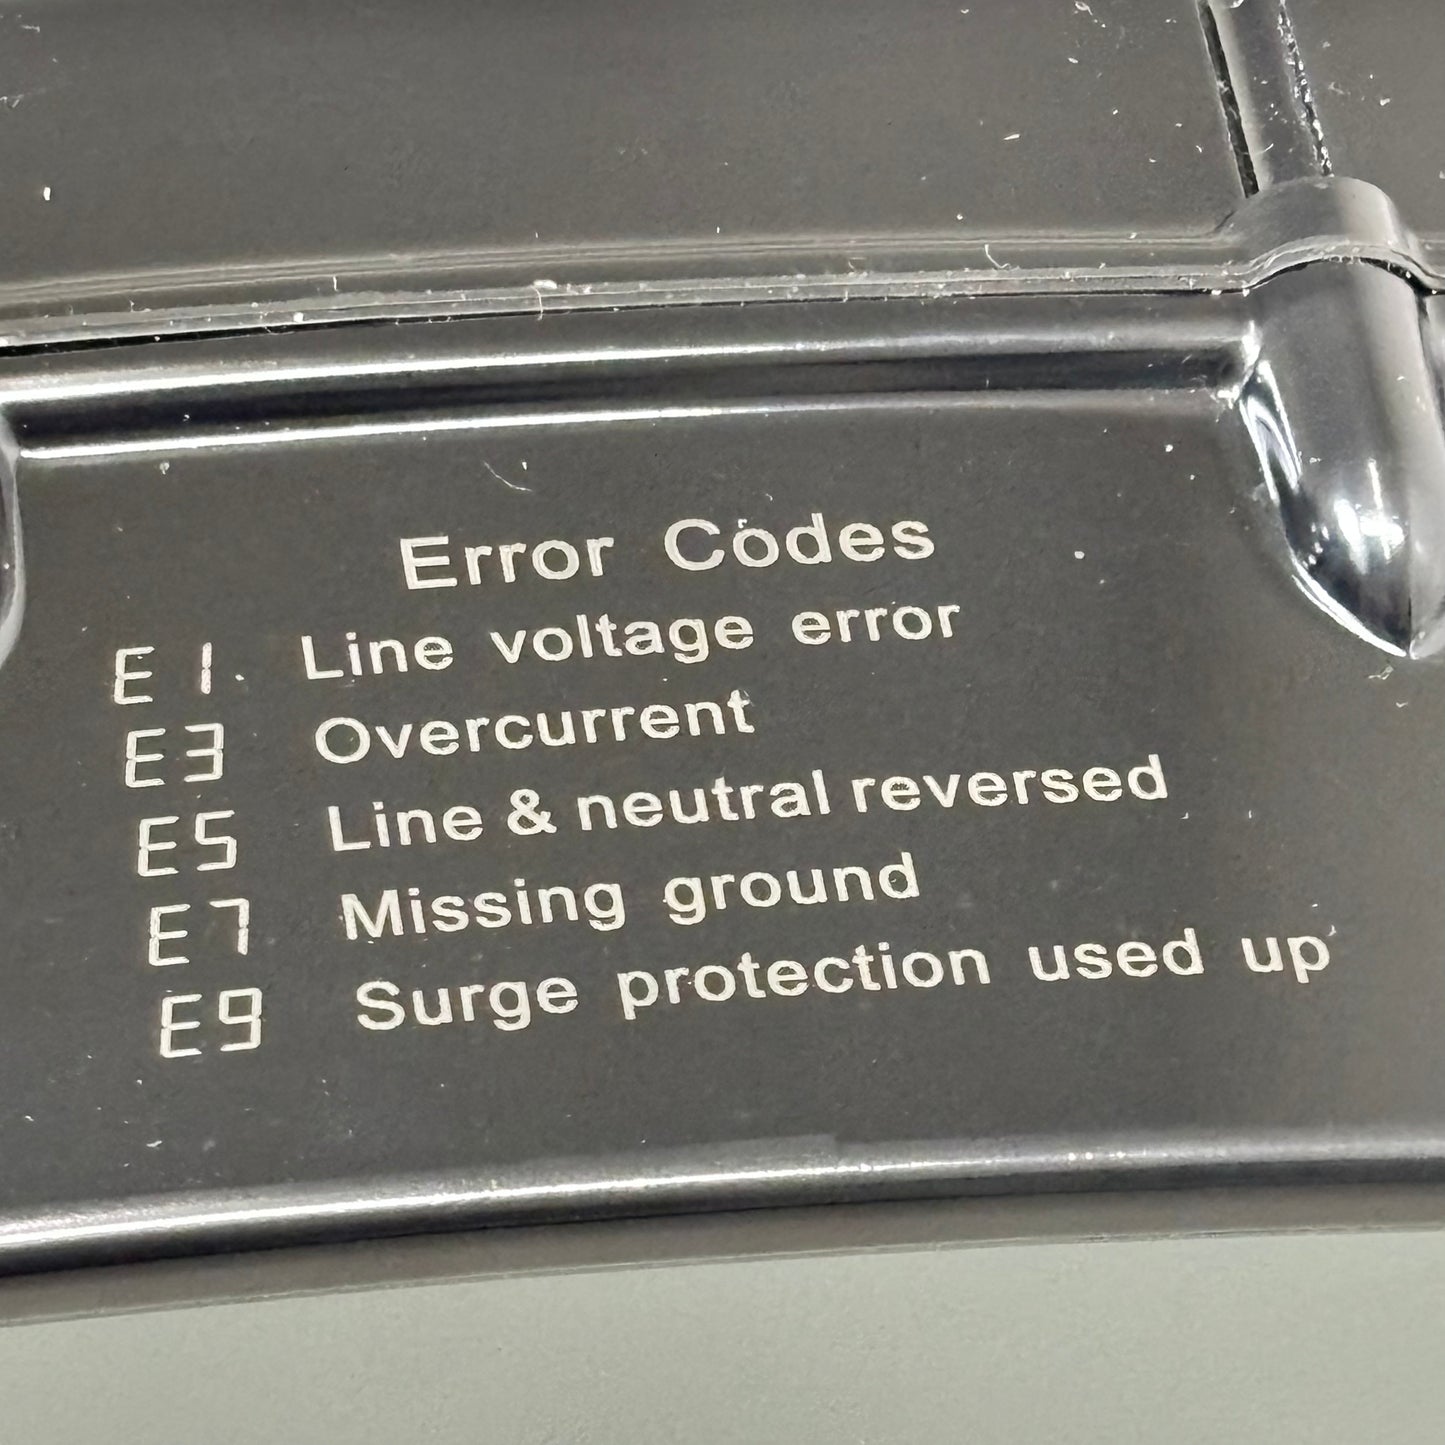 Error Codes
E1 Line voltage error
E3 Overcurrent
E5 Line & neutral reversed
E7 Missing ground
E9 Surge protection used up